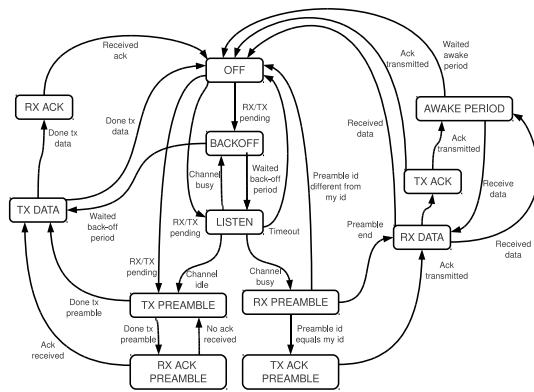 Received
ack
Waited
awake
period
Ack
transmitted
OFF
RX ACK
Done tx
data
Done tx
data
RX/TX
pending
Received
data
AWAKE PERIOD
BACKOFF
Ack
transmitted
Channel
busy
Waited
back-off
period
Preamble id
different from
my id
TX ACK
Receive
data
TX DATA
Waited
back-off
period
RX/TX
pending
LISTEN
Timeout
Preamble
end
RX DATA
Received
data
RX/TX
pending
Channel
idle
Channel
busy
Ack
transmitted
Done tx
preamble
TX PREAMBLE
RX PREAMBLE
Done tx
preamble
No ack
received
Preamble id
equals my id
Ack
received
RX ACK
PREAMBLE
TX ACK
PREAMBLE